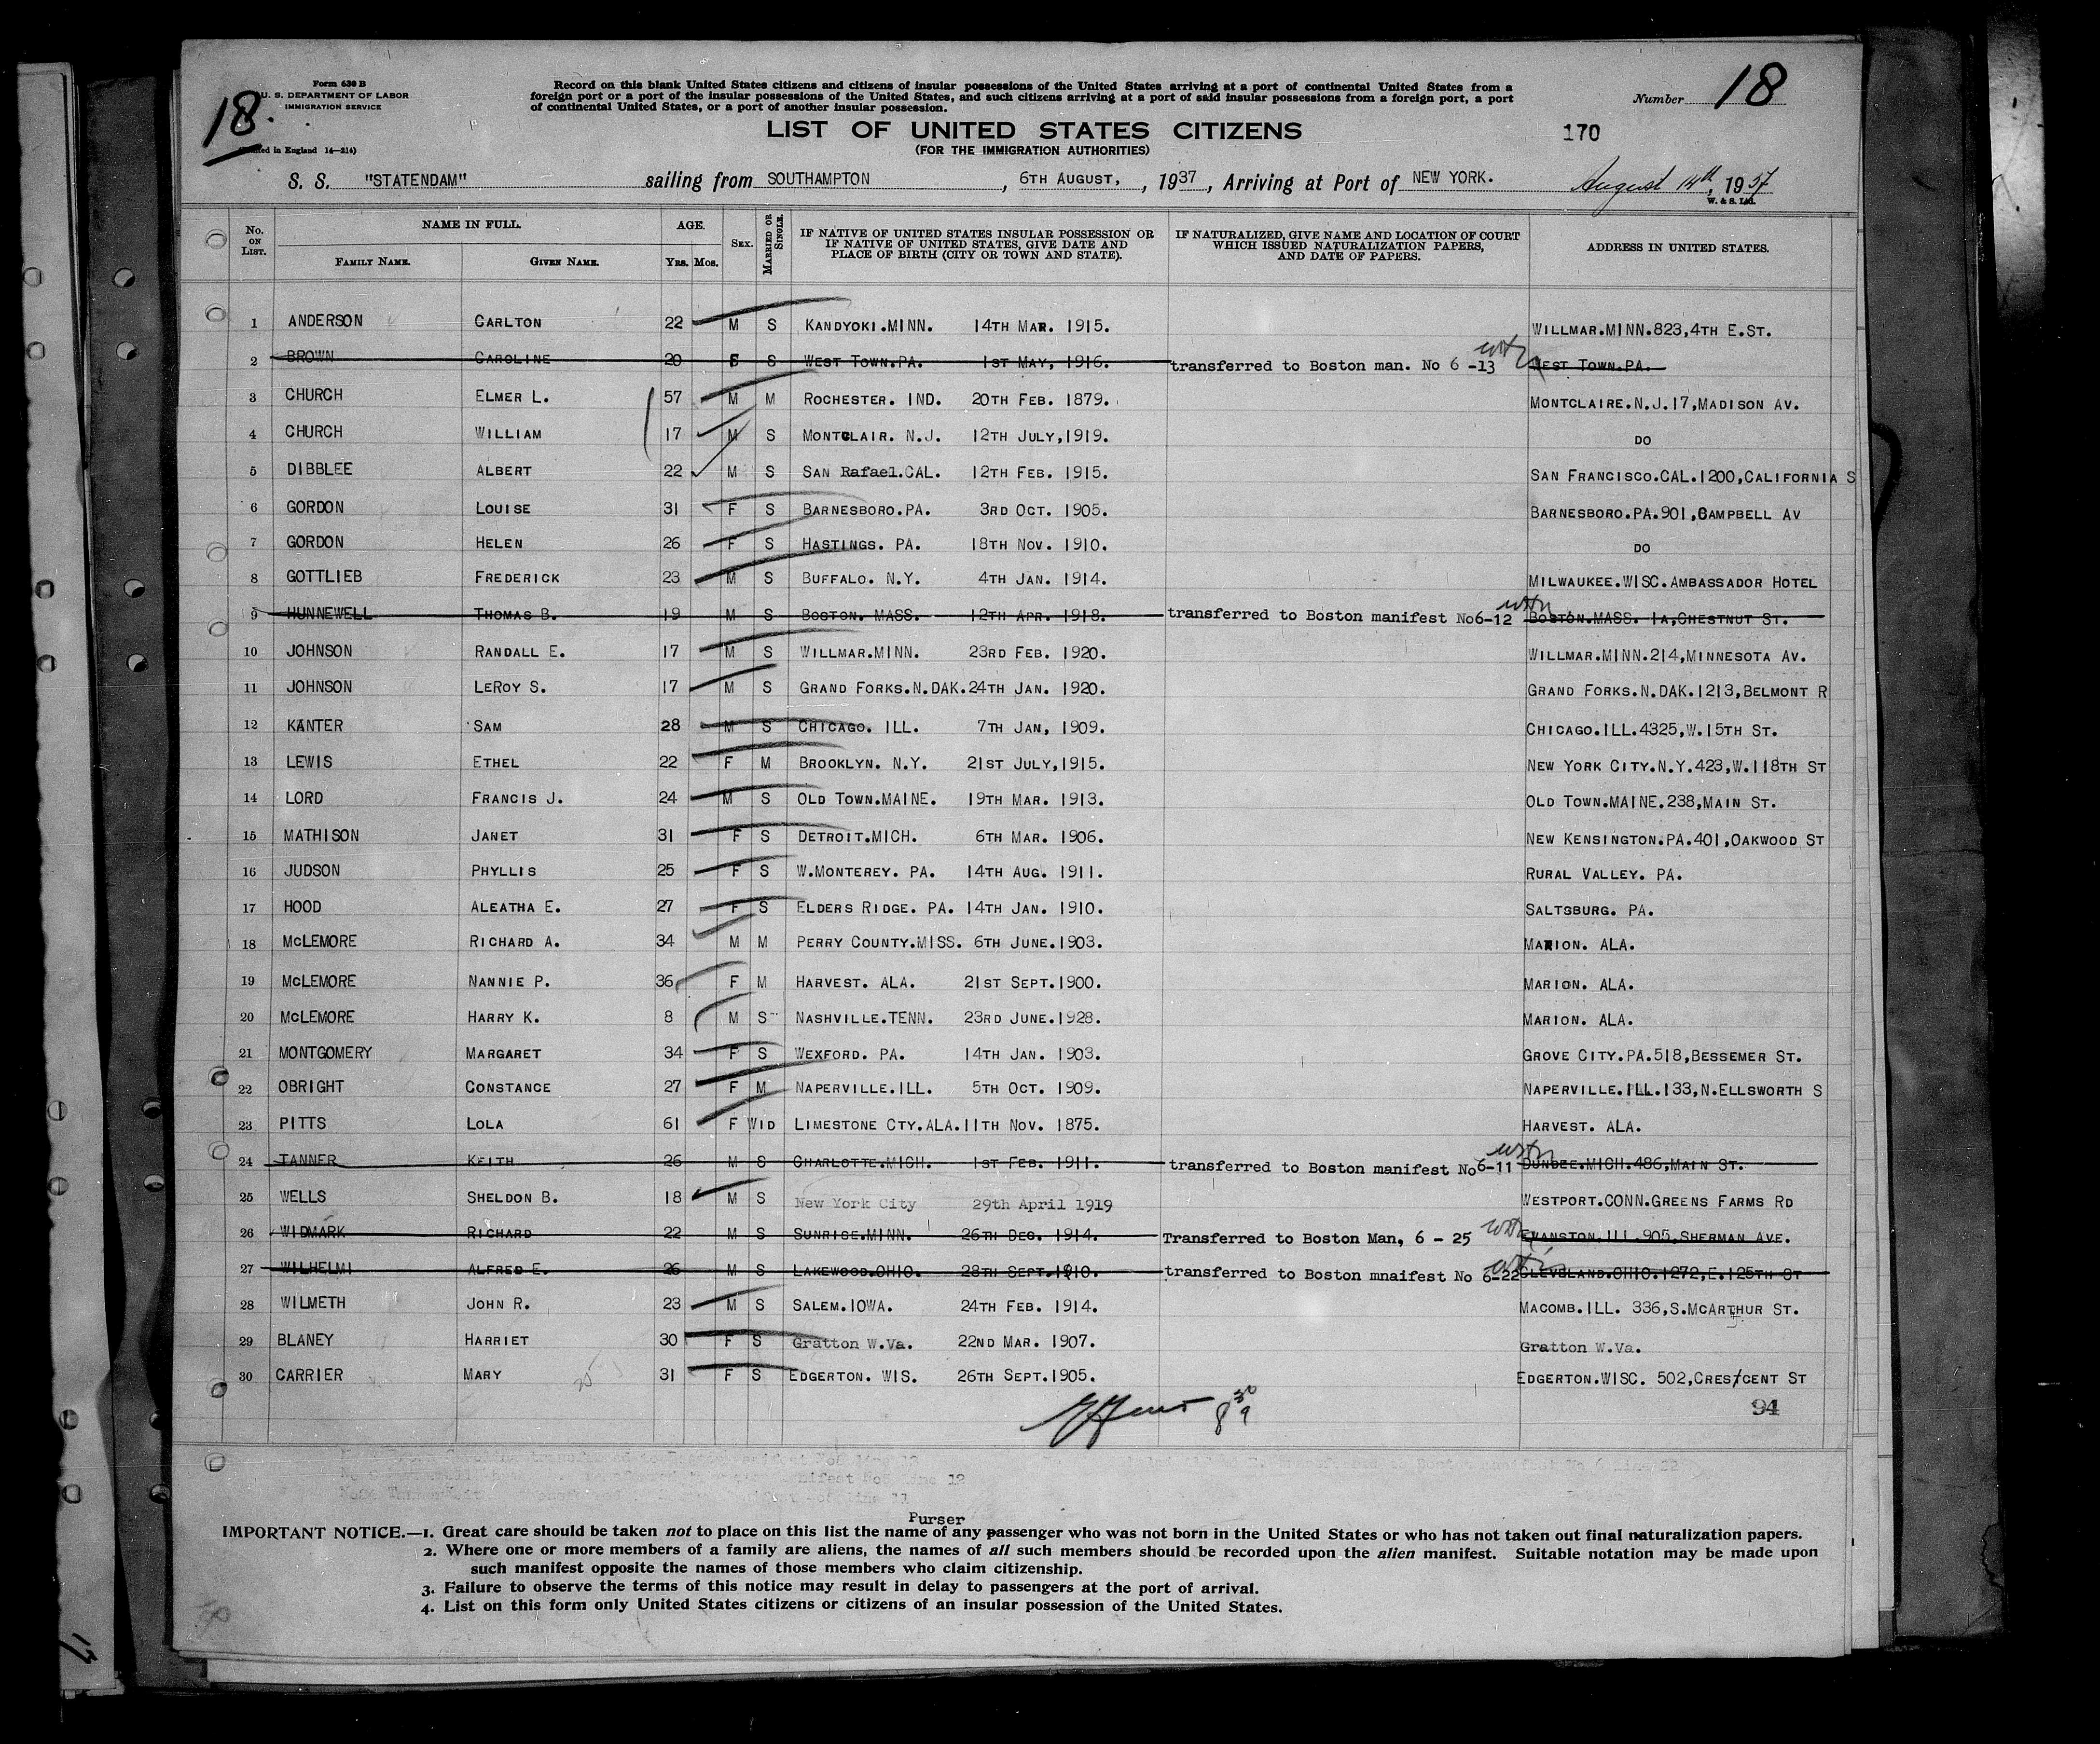 Form 630 B
U. S. DEPARTMENT OF LABOR
IMMIGRATION SERVICE
18.
in England 14—214)
Record on this blank United States citizens and citizens of insular possessions of the United States arriving at a port of continental United States from a
foreign port or a port of the insular possessions of the United States, and such citizens arriving at a port of said insular possessions from a foreign port, a port
of continental United States, or a port of another insular possession.
Number 18
LIST OF UNITED STATES CITIZENS
(FOR THE IMMIGRATION AUTHORITIES)
170
S. S. "STATENDAM" sailing from SOUTHAMPTON, 6TH AUGUST, , 1937, Arriving at Port of NEW YORK. August 14th, 1937
W. & S. Ltd.
No. ON LIST. NAME IN FULL. FAMILY NAME. GIVEN NAME. AGE. YRS. MOS. SEX. MARRIED OR SINGLE. IF NATIVE OF UNITED STATES INSULAR POSSESSION OR IF NATIVE OF UNITED STATES, GIVE DATE AND PLACE OF BIRTH (CITY OR TOWN AND STATE). IF NATURALIZED, GIVE NAME AND LOCATION OF COURT WHICH ISSUED NATURALIZATION PAPERS, AND DATE OF PAPERS. ADDRESS IN UNITED STATES.
1 ANDERSON CARLTON 22 M S KANDYOKI.MINN. 14TH MAR. 1915. WILLMAR.MINN.823,4TH E.ST.
2 BROWN CAROLINE 20 F S WEST TOWN.PA. 1ST MAY, 1916. transferred to Boston man. No 6 -13 WEST TOWN.PA.
3 CHURCH ELMER L. 57 M M ROCHESTER. IND. 20TH FEB. 1879. MONTCLAIRE.N.J.17,MADISON AV.
4 CHURCH WILLIAM 17 M S MONTCLAIR. N.J. 12TH JULY,1919. DO
5 DIBBLEE ALBERT 22 M S SAN Rafael.CAL. 12TH FEB. 1915. SAN FRANCISCO.CAL.1200,CALIFORNIA S
6 GORDON LOUISE 31 F S BARNESBORO.PA. 3RD OCT. 1905. BARNESBORO.PA.901,CAMPBELL AV
7 GORDON HELEN 26 F S HASTINGS. PA. 18TH NOV. 1910. DO
8 GOTTLIEB FREDERICK 23 M S BUFFALO. N.Y. 4TH JAN. 1914. MILWAUKEE.WISC.AMBASSADOR HOTEL
9 HUNNEWELL THOMAS B. 19 M S BOSTON. MASS. 12TH APR. 1918. transferred to Boston manifest No6-12 BOSTON.MASS. 1A,CHESTNUT ST.
10 JOHNSON RANDALL E. 17 M S WILLMAR.MINN. 23RD FEB. 1920. WILLMAR.MINN.214,MINNESOTA AV.
11 JOHNSON LEROY S. 17 M S GRAND FORKS.N.DAK.24TH JAN. 1920. GRAND FORKS.N.DAK.1213,BELMONT R
12 KANTER SAM 28 M S CHICAGO. ILL. 7TH JAN, 1909. CHICAGO.ILL.4325,W.15TH ST.
13 LEWIS ETHEL 22 F M BROOKLYN. N.Y. 21ST JULY,1915. NEW YORK CITY.N.Y.423,W.118TH ST
14 LORD FRANCIS J. 24 M S OLD TOWN.MAINE. 19TH MAR. 1913. OLD TOWN.MAINE.238,MAIN ST.
15 MATHISON JANET 31 F S DETROIT.MICH. 6TH MAR. 1906. NEW KENSINGTON.PA.401,OAKWOOD ST
16 JUDSON PHYLLIS 25 F S W.MONTEREY. PA. 14TH AUG. 1911. RURAL VALLEY. PA.
17 HOOD ALEATHA E. 27 F S ELDERS RIDGE. PA. 14TH JAN. 1910. SALTSBURG. PA.
18 McLEMORE RICHARD A. 34 M M PERRY COUNTY.MISS. 6TH JUNE.1903. MARION. ALA.
19 McLEMORE NANNIE P. 36 F M HARVEST. ALA. 21ST SEPT.1900. MARION. ALA.
20 McLEMORE HARRY K. 8 M S NASHVILLE.TENN. 23RD JUNE.1928. MARION. ALA.
21 MONTGOMERY MARGARET 34 F S WEXFORD. PA. 14TH JAN. 1903. GROVE CITY.PA.518,BESSEMER ST.
22 OBRIGHT CONSTANCE 27 F M NAPERVILLE.ILL. 5TH OCT. 1909. NAPERVILLE.ILL.133,N.ELLSWORTH S
23 PITTS LOLA 61 F WID LIMESTONE CTY.ALA.11TH NOV. 1875. HARVEST. ALA.
24 TANNER KEITH 26 M S CHARLOTTE.MICH. 1ST FEB. 1911. transferred to Boston manifest No6-11 DUNDEE.MICH.486,MAIN ST.
25 WELLS SHELDON B. 18 M S New York City 29th April 1919 WESTPORT.CONN.GREENS FARMS RD
26 WIDMARK RICHARD 22 M S SUNRISE.MINN. 26TH DEC. 1914. Transferred to Boston Man, 6 - 25 EVANSTON.ILL.905,SHERMAN AVE.
27 WILHELMI ALFRED E. 26 M S LAKEWOOD.OHIO. 28TH SEPT.1910. transferred to Boston mnaifest No 6-22 CLEVELAND.OHIO.1272,E.125TH ST
28 WILMETH JOHN R. 23 M S SALEM.IOWA. 24TH FEB. 1914. MACOMB.ILL. 336,S.McARTHUR ST.
29 BLANEY HARRIET 30 F S Gratton W.Va. 22ND MAR. 1907. Gratton W.Va.
30 CARRIER MARY 31 F S EDGERTON. WIS. 26TH SEPT.1905. EDGERTON.WISC. 502,CRES/CENT ST
94
Purser
IMPORTANT NOTICE.—1. Great care should be taken not to place on this list the name of any passenger who was not born in the United States or who has not taken out final naturalization papers.
2. Where one or more members of a family are aliens, the names of all such members should be recorded upon the alien manifest. Suitable notation may be made upon
such manifest opposite the names of those members who claim citizenship.
3. Failure to observe the terms of this notice may result in delay to passengers at the port of arrival.
4. List on this form only United States citizens or citizens of an insular possession of the United States.
17